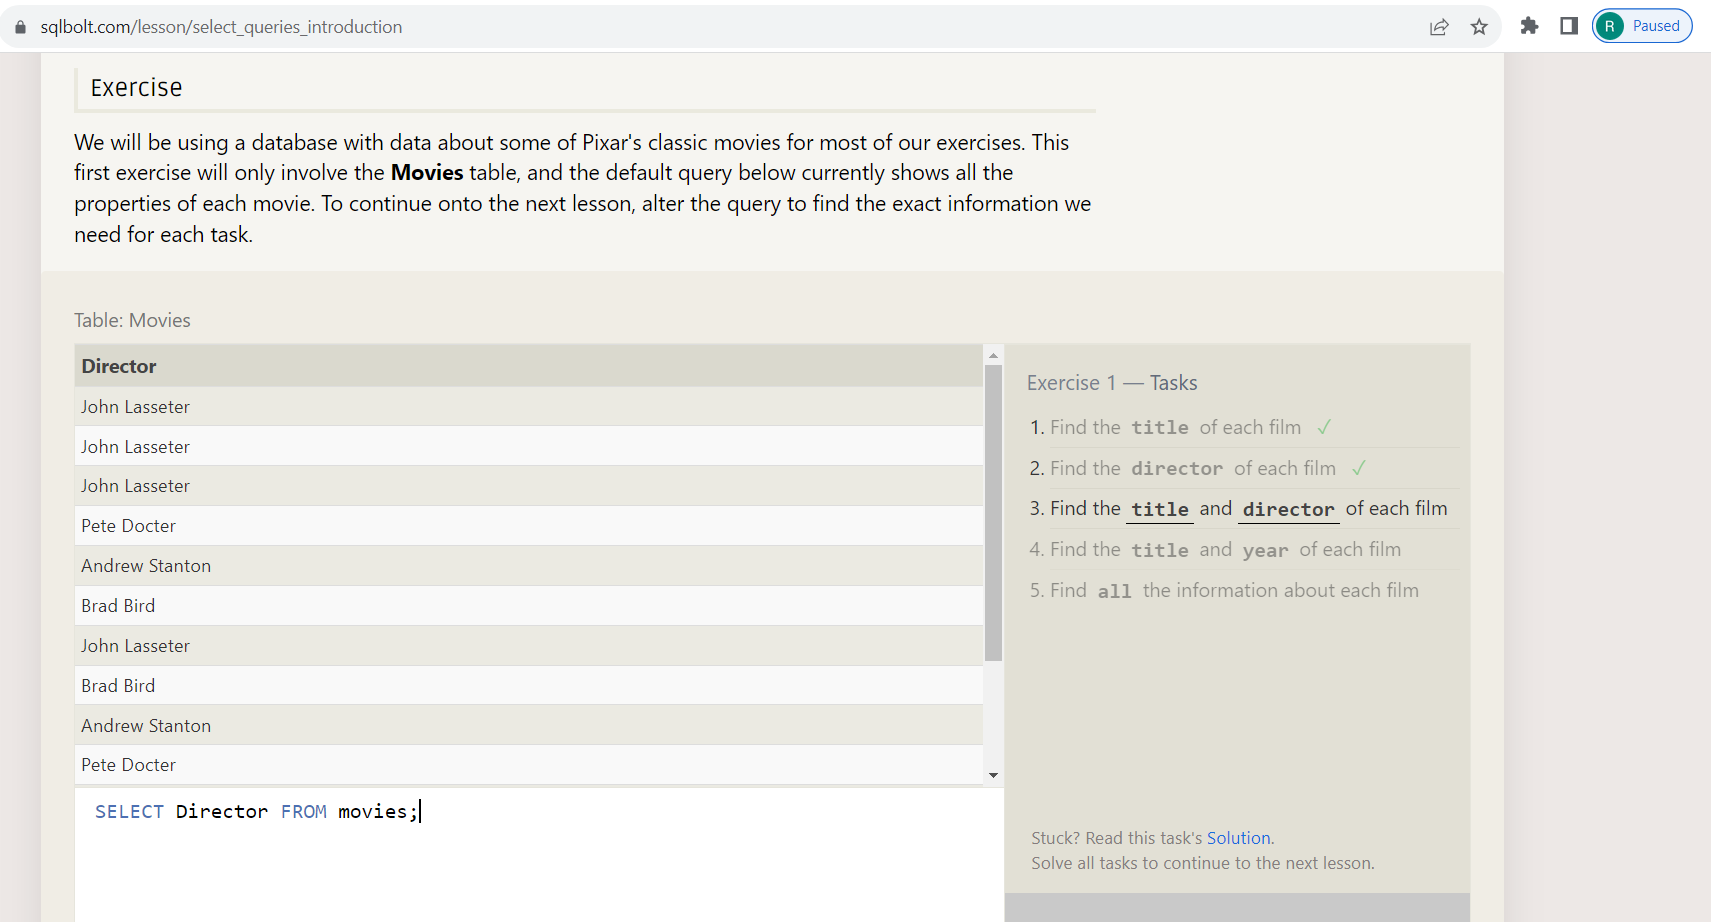 sqlbolt.com/lesson/select_queries_introduction
R Paused
Exercise
We will be using a database with data about some of Pixar's classic movies for most of our exercises. This
first exercise will only involve the Movies table, and the default query below currently shows all the
properties of each movie. To continue onto the next lesson, alter the query to find the exact information we
need for each task.
Table: Movies
Director
John Lasseter
John Lasseter
John Lasseter
Pete Docter
Andrew Stanton
Brad Bird
John Lasseter
Brad Bird
Andrew Stanton
Pete Docter
SELECT Director FROM movies;
Exercise 1 — Tasks
1. Find the title of each film ✓
2. Find the director of each film ✓
3. Find the title and director of each film
4. Find the title and year of each film
5. Find all the information about each film
Stuck? Read this task's Solution.
Solve all tasks to continue to the next lesson.